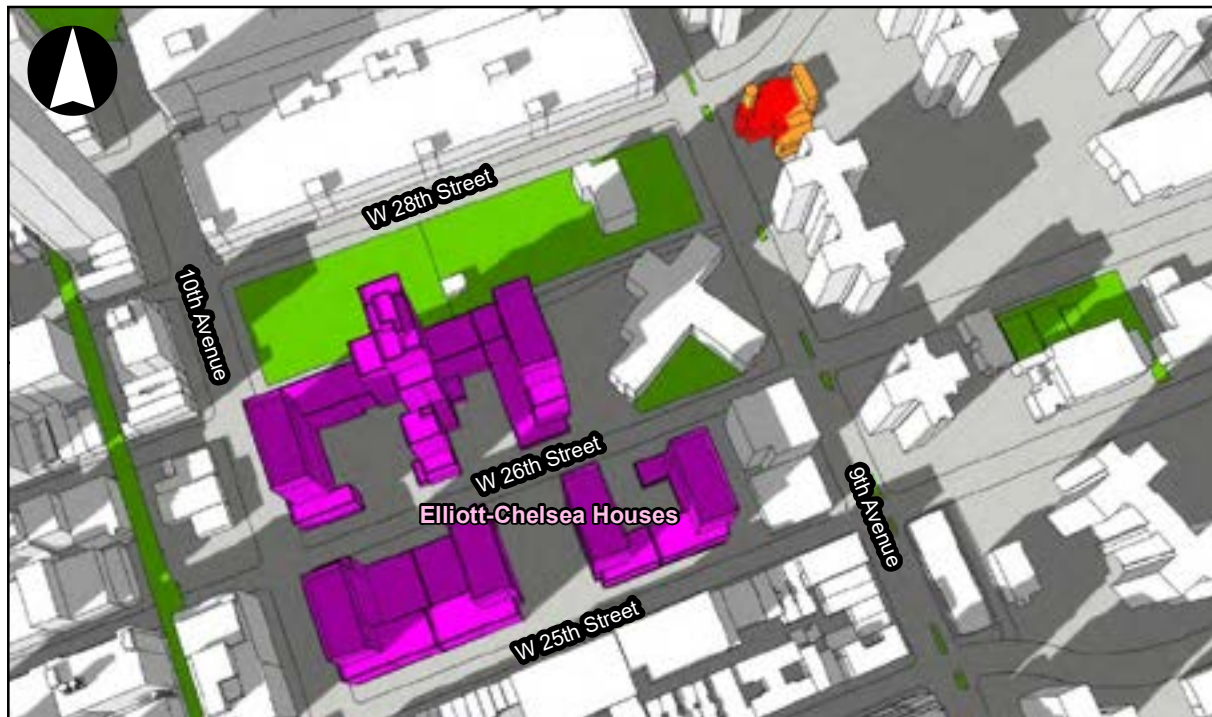 W 28th Street
10th Avenue
W 26th Street
Elliott-Chelsea Houses
9th Avenue
W 25th Street